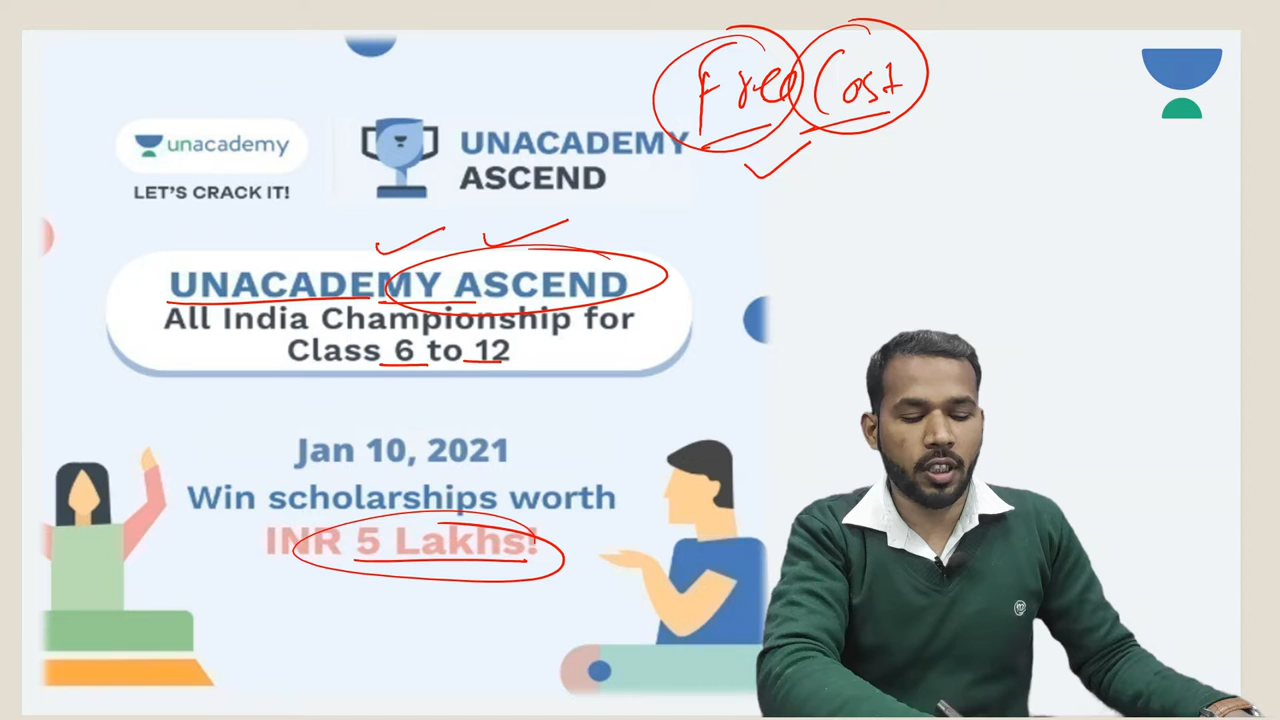 Free Cost
unacademy
LET'S CRACK IT!
UNACADEMY
ASCEND
UNACADEMY ASCEND
All India Championship for
Class 6 to 12
Jan 10, 2021
Win scholarships worth
INR 5 Lakhs!